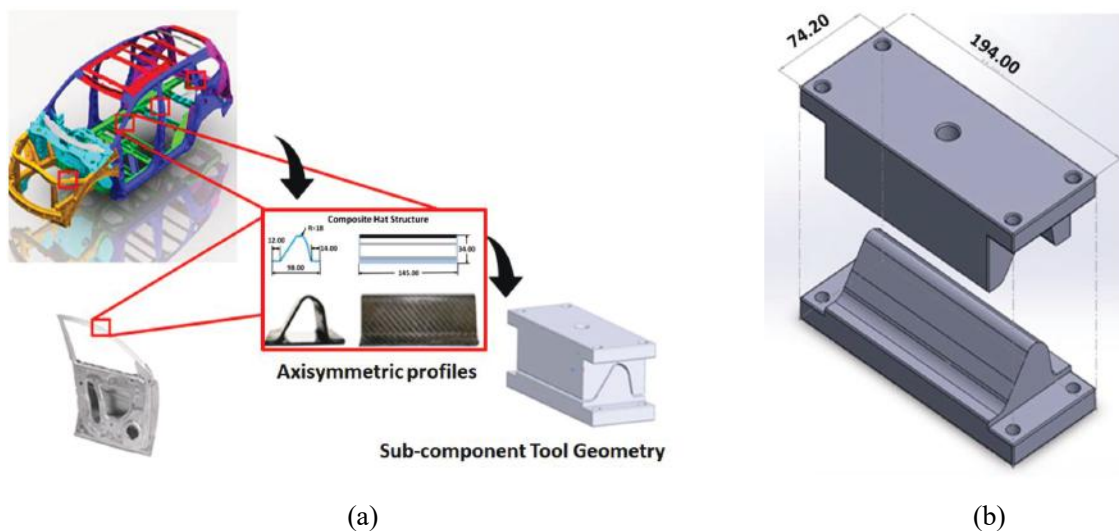 Composite Hat Structure
R=18
12.00
14.00
98.00
34.00
145.00
Axisymmetric profiles
Sub-component Tool Geometry
(a)
74.20
194.00
(b)